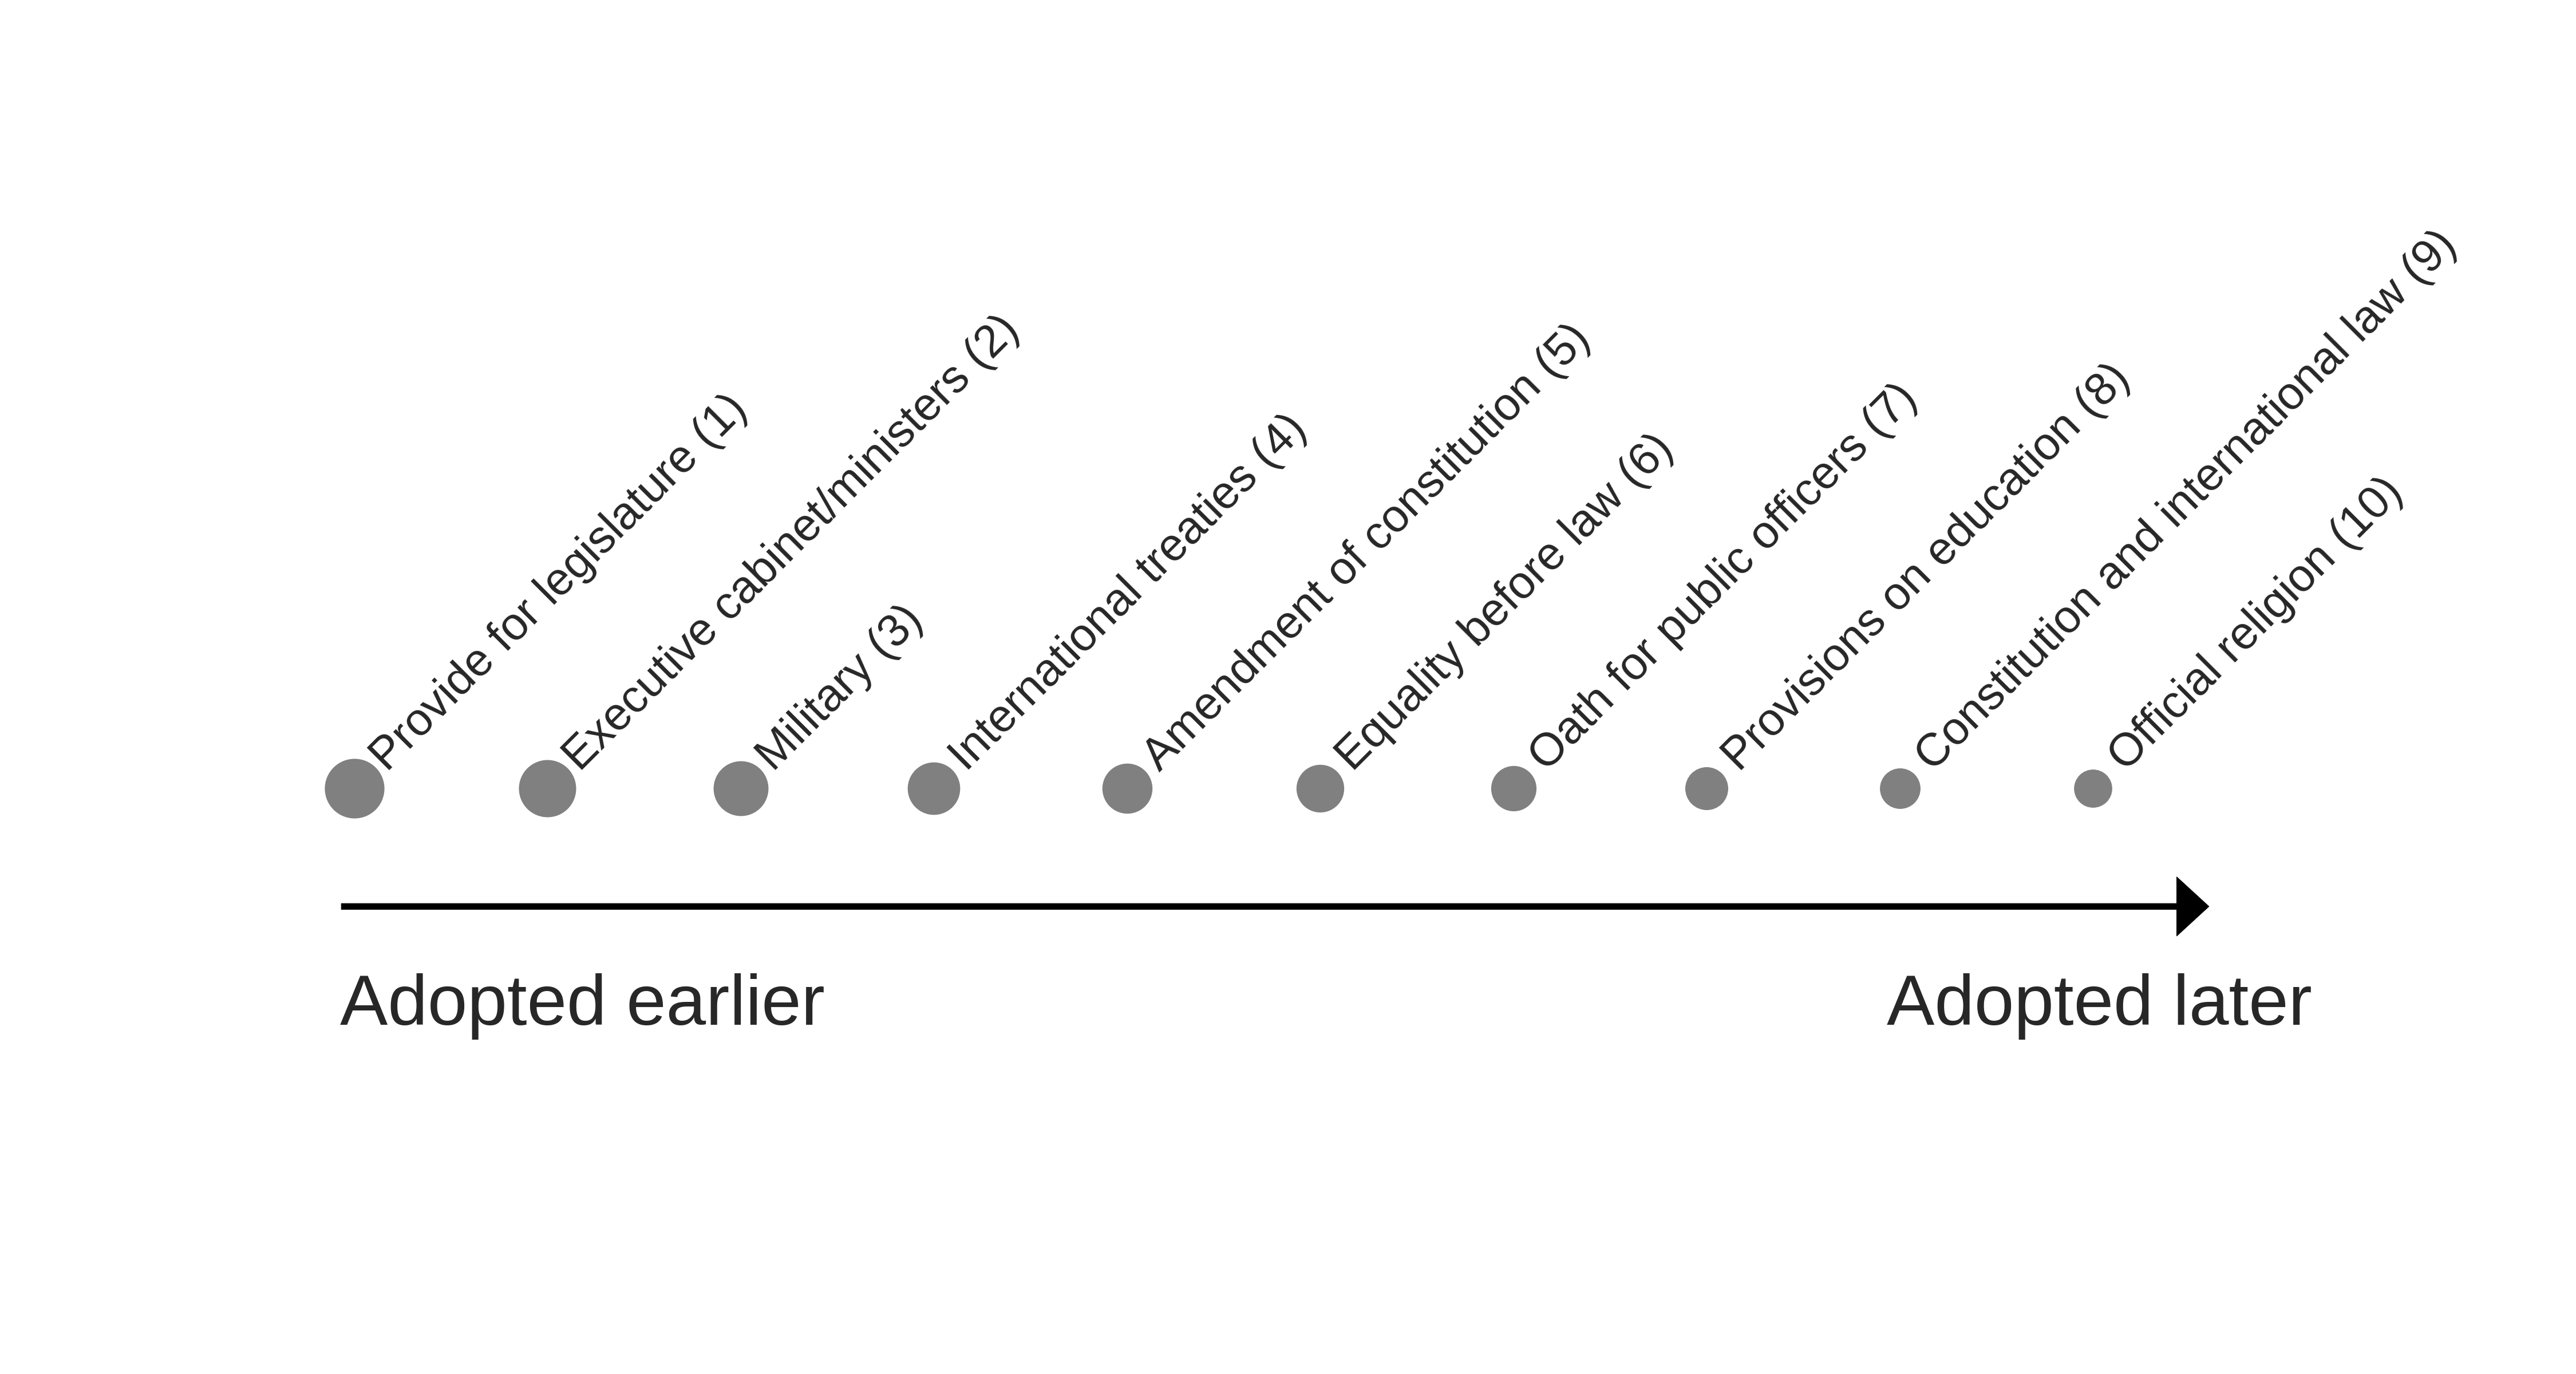 Provide for legislature (1)
Executive cabinet/ministers (2)
Military (3)
International treaties (4)
Amendment of constitution (5)
Equality before law (6)
Oath for public officers (7)
Provisions on education (8)
Constitution and international law (9)
Official religion (10)
Adopted earlier
Adopted later